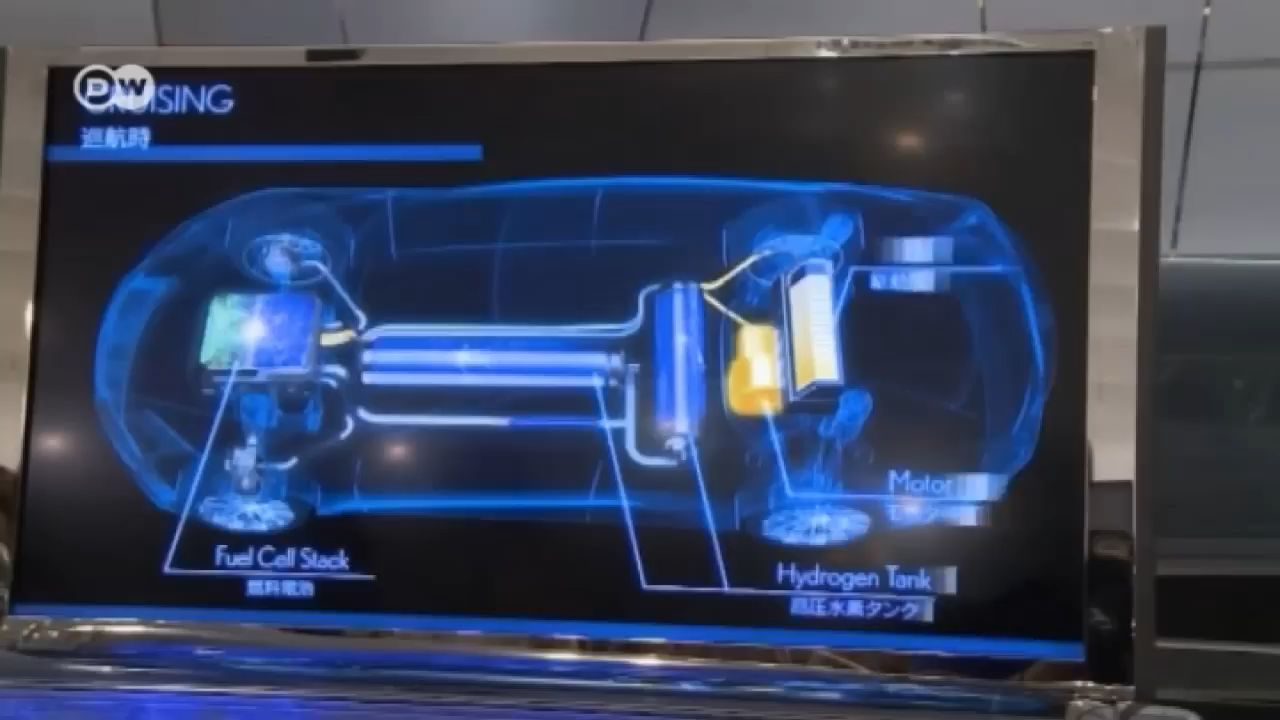 DW
CRUISING
巡航時
Motor
Fuel Cell Stack
燃料電池
Hydrogen Tank
高圧水素タンク